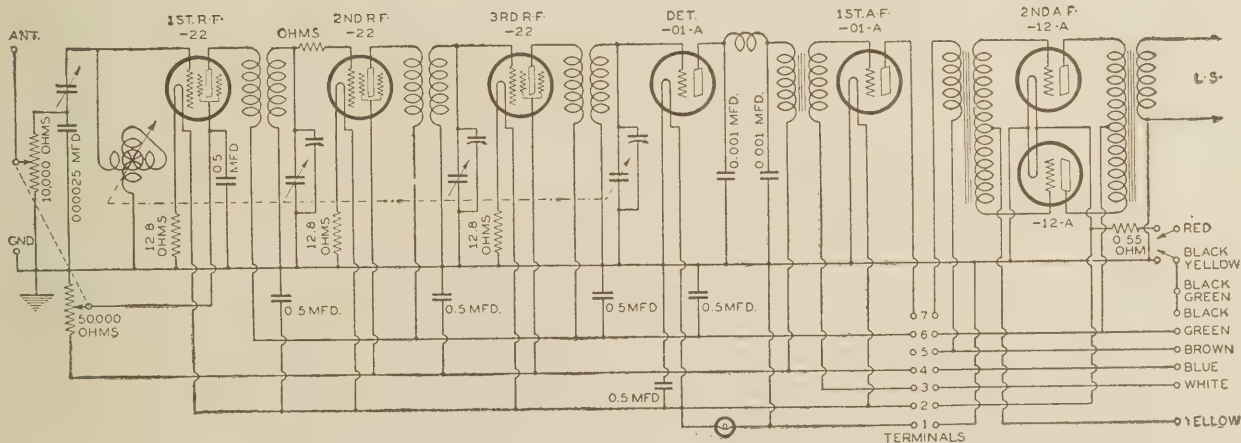 1ST. R·F·
-22
OHMS
2ND R·F·
-22
3RD R·F·
-22
DET.
-01-A
1ST. A·F·
-01-A
2ND A F·
-12-A
ANT.
L·S·
10,000 OHMS
.000025 MFD
0.5 MFD
0.001 MFD.
0.001 MFD.
12.8 OHMS
12.8 OHMS
12.8 OHMS
-12-A
GND
0.55 OHM
RED
BLACK YELLOW
BLACK GREEN
BLACK
50000 OHMS
0 5 MFD.
0.5 MFD.
0.5 MFD.
0.5 MFD.
7
6
GREEN
5
BROWN
4
BLUE
0.5 MFD
3
WHITE
2
1
YELLOW
TERMINALS